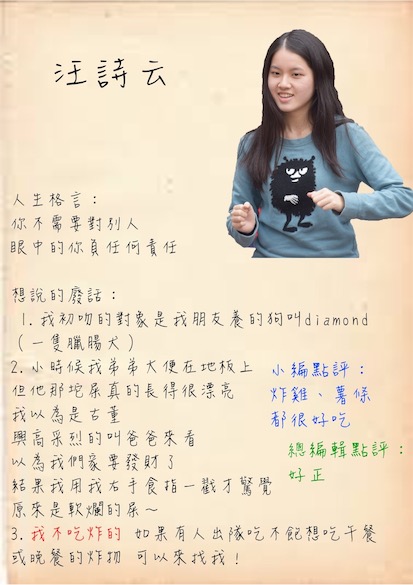 汪詩云
人生格言：
你不需要對別人
眼中的你負任何責任
想說的廢話：
1. 我初吻的對象是我朋友養的狗叫diamond
（一隻臘腸犬）
2. 小時候我弟弟大便在地板上
但他那坨屎真的長得很漂亮
我以為是古董
興高采烈的叫爸爸來看
以為我們家要發財了
結果我用我右手食指一戳才驚覺
原來是軟爛的屎～
3. 我不吃炸的 如果有人出隊吃不飽想吃午餐
或晚餐的炸物 可以來找我！
小編點評：
炸雞、薯條
都很好吃
總編輯點評：
好正